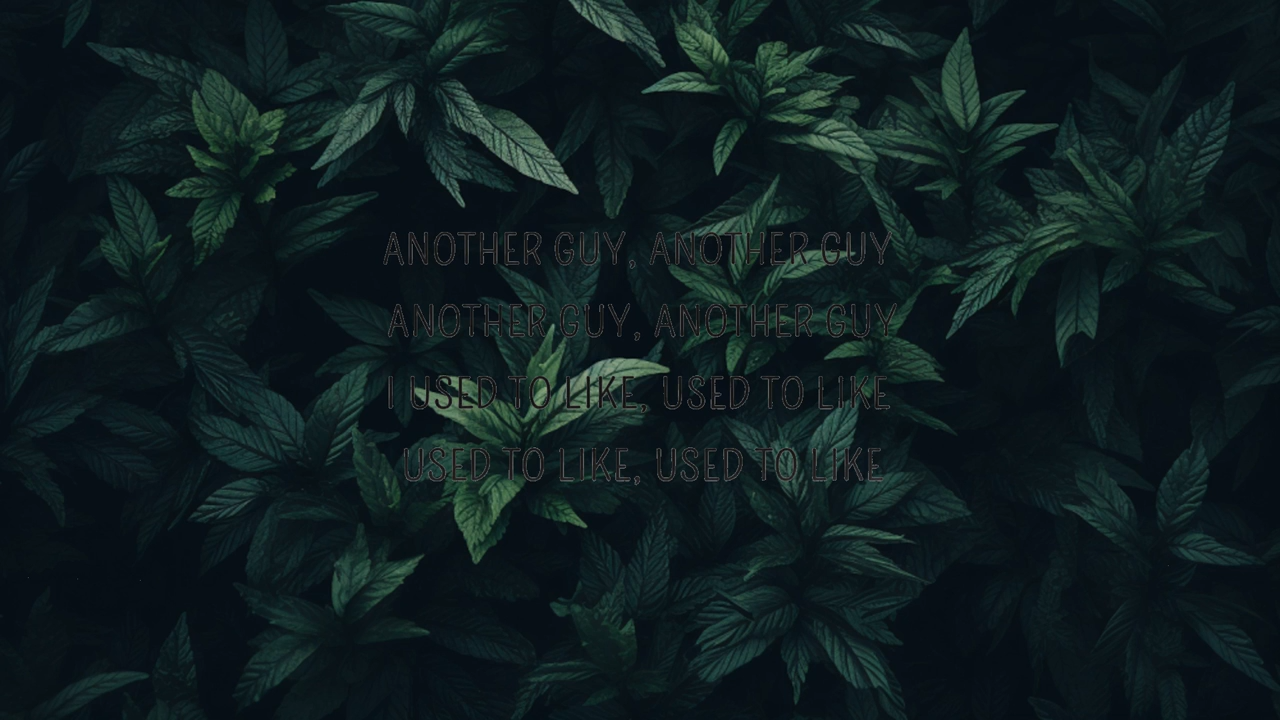 ANOTHER GUY, ANOTHER GUY
ANOTHER GUY, ANOTHER GUY
I USED TO LIKE, USED TO LIKE
USED TO LIKE, USED TO LIKE